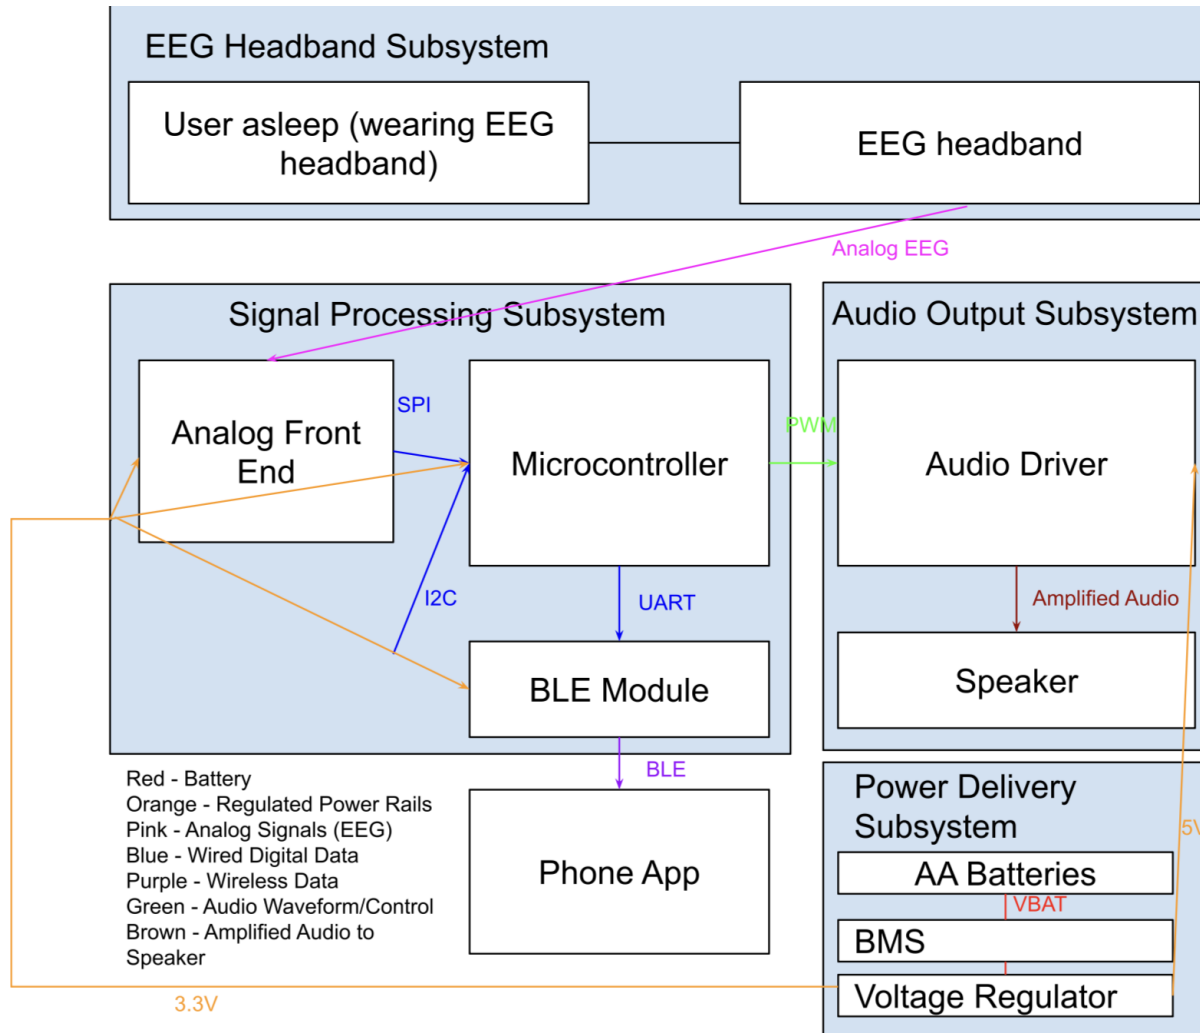 EEG Headband Subsystem
User asleep (wearing EEG
headband)
EEG headband
Analog EEG
Signal Processing Subsystem
Audio Output Subsystem
Analog Front
End
SPI
Microcontroller
PWM
Audio Driver
I2C
UART
Amplified Audio
BLE Module
Speaker
BLE
Red - Battery
Orange - Regulated Power Rails
Pink - Analog Signals (EEG)
Blue - Wired Digital Data
Purple - Wireless Data
Green - Audio Waveform/Control
Brown - Amplified Audio to
Speaker
Phone App
Power Delivery
Subsystem
5V
AA Batteries
VBAT
BMS
Voltage Regulator
3.3V